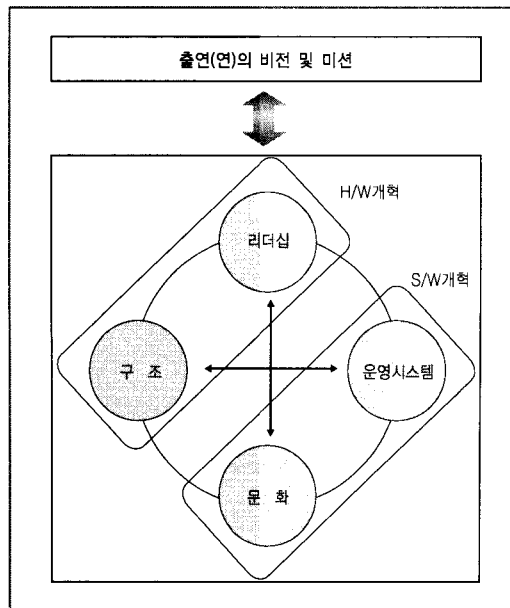 출연(연)의 비전 및 미션
H/W개혁
리더십
S/W개혁
구 조
운영시스템
문 화